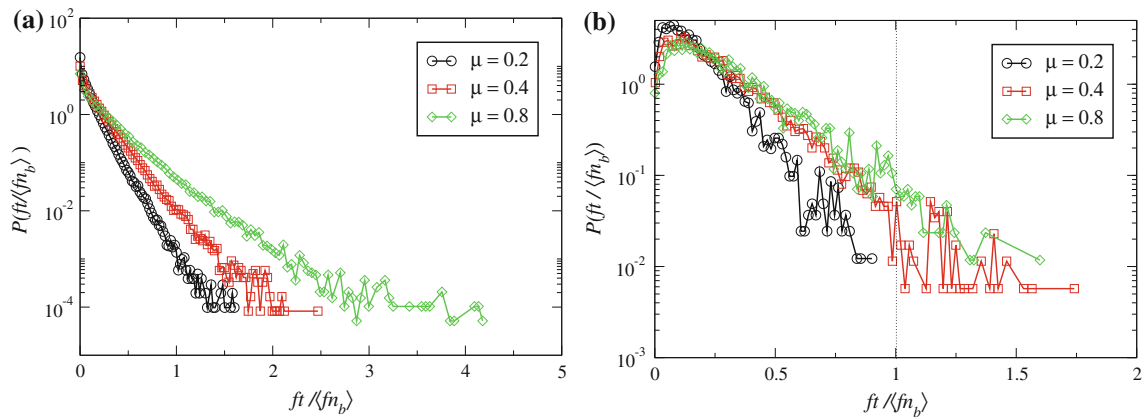 (a)
10²
10⁰
10⁻²
10⁻⁴
P(ft/⟨fn_b⟩)
μ = 0.2
μ = 0.4
μ = 0.8
0 1 2 3 4 5
ft/⟨fn_b⟩
(b)
10⁰
10⁻¹
10⁻²
10⁻³
P(ft / ⟨fn_b⟩)
μ = 0.2
μ = 0.4
μ = 0.8
0 0.5 1 1.5 2
ft/⟨fn_b⟩